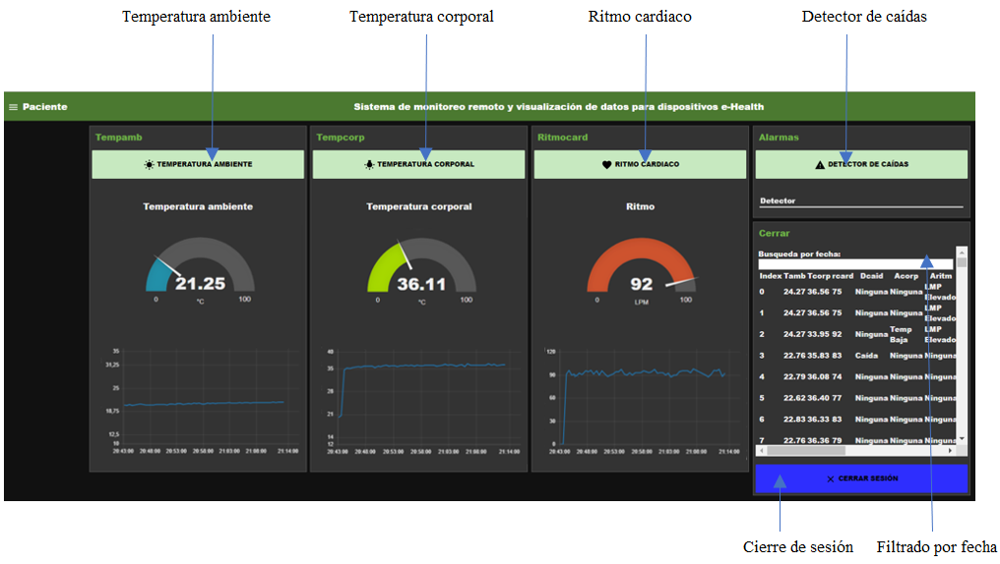 Temperatura ambiente Temperatura corporal Ritmo cardiaco Detector de caídas
Paciente Sistema de monitoreo remoto y visualización de datos para dispositivos e-Health
Tempamb Tempcorp Ritmocard Alarmas
TEMPERATURA AMBIENTE TEMPERATURA CORPORAL RITMO CARDIACO DETECTOR DE CAÍDAS
Temperatura ambiente
21.25
°C
0 100
35
31,25
25
18,75
12,5
10
20:43:00 20:48:00 20:53:00 20:58:00 21:03:00 21:08:00 21:14:00
Temperatura corporal
36.11
°C
0 100
40
35
28
21
14
12
20:43:00 20:48:00 20:53:00 20:58:00 21:03:00 21:08:00 21:14:00
Ritmo
92
LPM
0 100
120
90
60
30
0
20:43:00 20:48:00 20:53:00 20:58:00 21:03:00 21:08:00 21:14:00
Detector
Cerrar
Busqueda por fecha:
Index Tamb Tcorp rcard Dcaid Acorp Aritm
0 24.27 36.56 75 Ninguna Ninguna LMP Elevado
1 24.27 36.56 75 Ninguna Ninguna LMP Elevado
2 24.27 33.95 92 Ninguna Temp Baja LMP Elevado
3 22.76 35.83 83 Caída Ninguna Ninguna
4 22.79 36.08 74 Ninguna Ninguna Ninguna
5 22.62 36.40 77 Ninguna Ninguna Ninguna
6 22.83 36.33 83 Ninguna Ninguna Ninguna
7 22.76 36.36 79 Ninguna Ninguna Ninguna
CERRAR SESIÓN
Cierre de sesión Filtrado por fecha